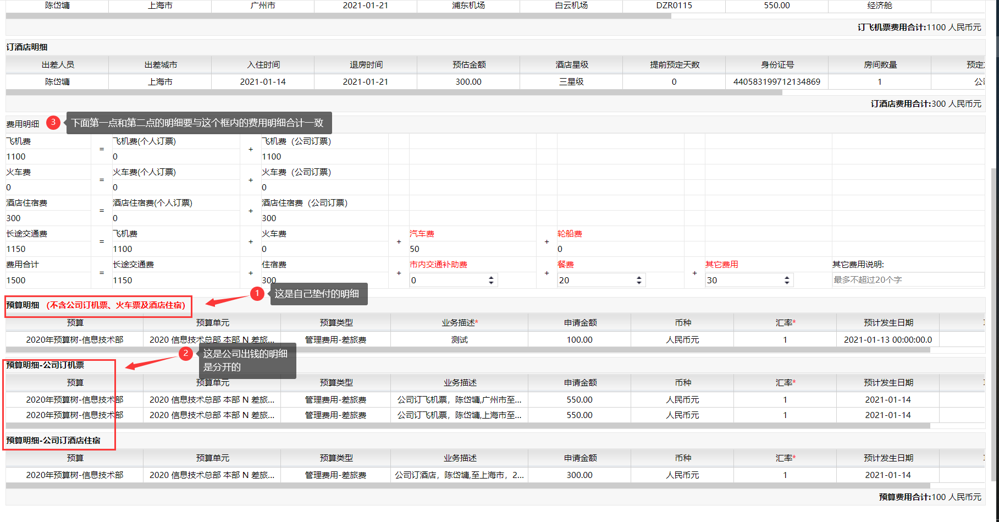 陈岱墉 上海市 广州市 2021-01-21 浦东机场 白云机场 DZR0115 550.00 经济舱
订飞机票费用合计:1100 人民币元
订酒店明细
出差人员 出差城市 入住时间 退房时间 预估金额 酒店星级 提前预定天数 身份证号 房间数量 预定
陈岱墉 上海市 2021-01-14 2021-01-21 300.00 三星级 0 440583199712134869 1 公
订酒店费用合计:300 人民币元
费用明细 3 下面第一点和第二点的明细要与这个框内的费用明细合计一致
飞机费 = 飞机费(个人订票) + 飞机费（公司订票）
1100 0 1100
火车费 = 火车费(个人订票) + 火车费（公司订票）
0 0 0
酒店住宿费 = 酒店住宿费(个人订票) + 酒店住宿费（公司订票）
300 0 300
长途交通费 = 飞机费 + 火车费 + 汽车费 + 轮船费
1150 1100 0 50 0
费用合计 = 长途交通费 + 住宿费 + 市内交通补助费 + 餐费 + 其它费用 其它费用说明:
1500 1150 300 0 20 30 最多不超过20个字
1 这是自己垫付的明细
预算明细 （不含公司订机票、火车票及酒店住宿）
预算 预算单元 预算类型 业务描述* 申请金额 币种 汇率* 预计发生日期
2020年预算树-信息技术部 2020 信息技术总部 本部 N 差旅... 管理费用-差旅费 测试 100.00 人民币元 1 2021-01-13 00:00:00.0
2 这是公司出钱的明细
是分开的
预算明细-公司订机票
预算 预算单元 预算类型 业务描述 申请金额 币种 汇率* 预计发生日期
2020年预算树-信息技术部 2020 信息技术总部 本部 N 差旅... 管理费用-差旅费 公司订飞机票，陈岱墉,广州市至... 550.00 人民币元 1 2021-01-14
2020年预算树-信息技术部 2020 信息技术总部 本部 N 差旅... 管理费用-差旅费 公司订飞机票，陈岱墉,上海市至... 550.00 人民币元 1 2021-01-14
预算明细-公司订酒店住宿
预算 预算单元 预算类型 业务描述 申请金额 币种 汇率* 预计发生日期
2020年预算树-信息技术部 2020 信息技术总部 本部 N 差旅... 管理费用-差旅费 公司订酒店，陈岱墉,至上海市，2... 300.00 人民币元 1 2021-01-14
预算费用合计:100 人民币元